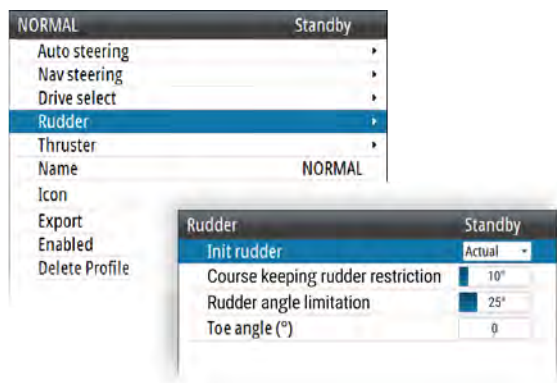 NORMAL Standby
Auto steering
Nav steering
Drive select
Rudder
Thruster
Name NORMAL
Icon
Export
Enabled
Delete Profile
Rudder Standby
Init rudder Actual
Course keeping rudder restriction 10°
Rudder angle limitation 25°
Toe angle (°) 0